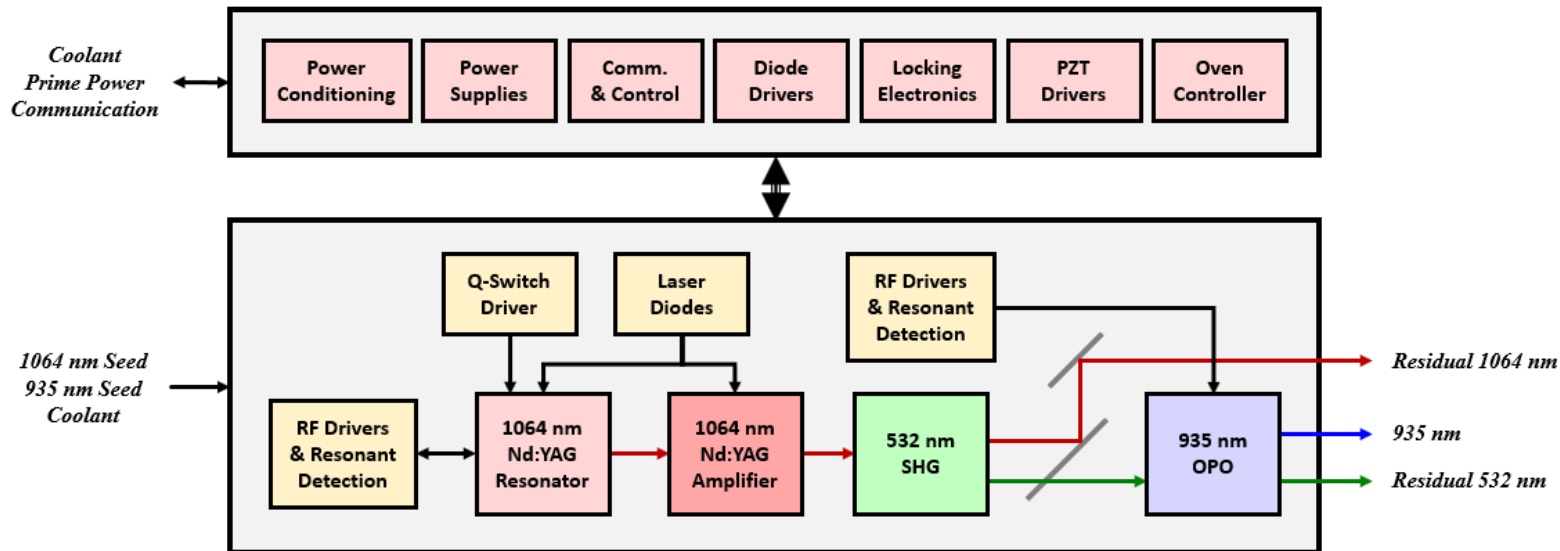 Coolant
Prime Power
Communication
Power
Conditioning
Power
Supplies
Comm.
& Control
Diode
Drivers
Locking
Electronics
PZT
Drivers
Oven
Controller
1064 nm Seed
935 nm Seed
Coolant
Q-Switch
Driver
Laser
Diodes
RF Drivers
& Resonant
Detection
RF Drivers
& Resonant
Detection
1064 nm
Nd:YAG
Resonator
1064 nm
Nd:YAG
Amplifier
532 nm
SHG
935 nm
OPO
Residual 1064 nm
935 nm
Residual 532 nm